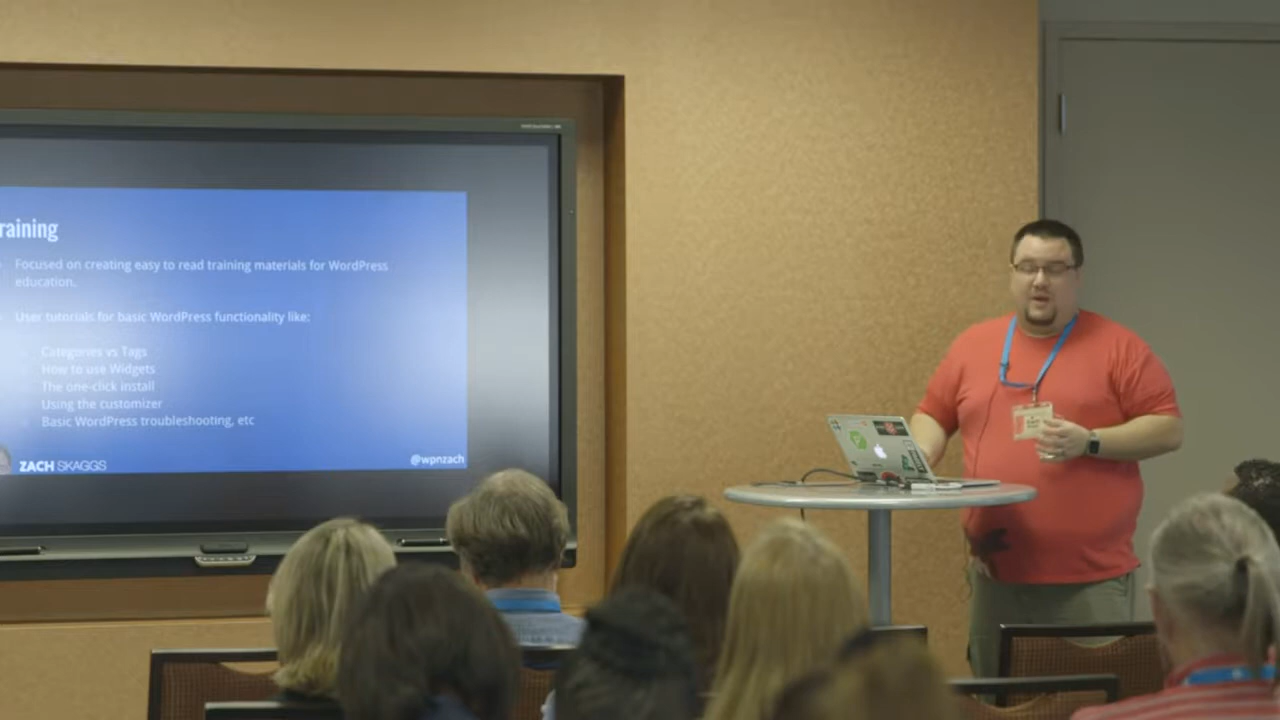 raining
Focused on creating easy to read training materials for WordPress
education.
User tutorials for basic WordPress functionality like:
Categories vs Tags
How to use Widgets
The one-click install
Using the customizer
Basic WordPress troubleshooting, etc
ZACH SKAGGS
@wpnzach